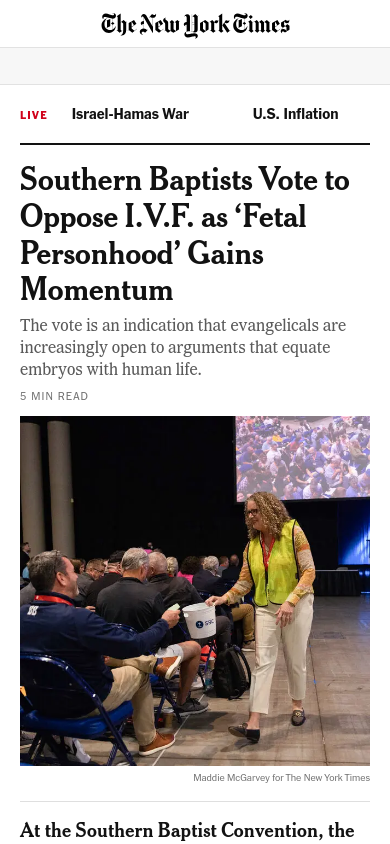 The New York Times
LIVE Israel-Hamas War U.S. Inflation
Southern Baptists Vote to
Oppose I.V.F. as ‘Fetal
Personhood’ Gains
Momentum
The vote is an indication that evangelicals are
increasingly open to arguments that equate
embryos with human life.
5 MIN READ
Maddie McGarvey for The New York Times
At the Southern Baptist Convention, the